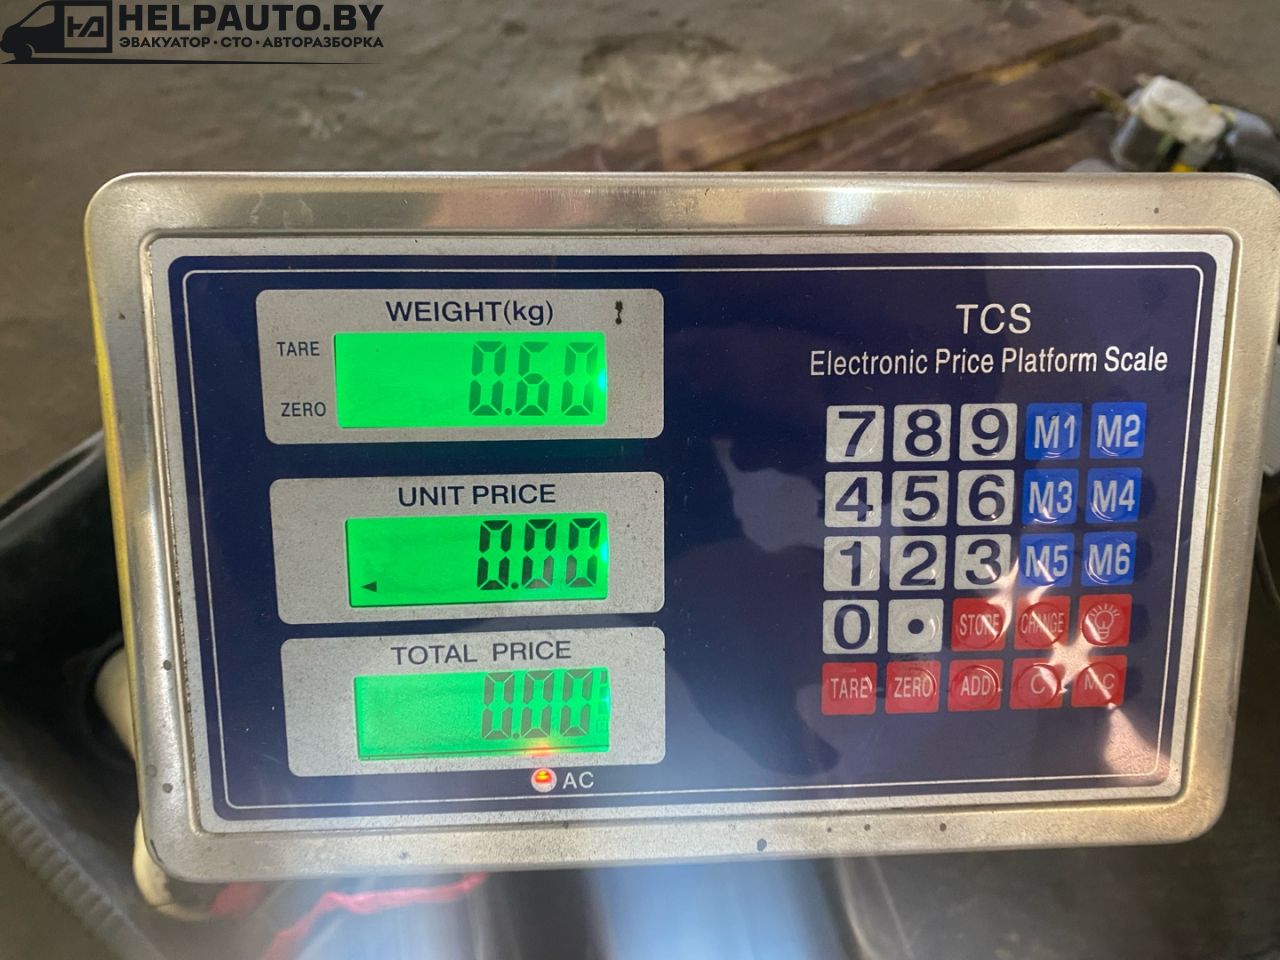 HELPAUTO.BY
ЭВАКУАТОР·СТО·АВТОРАЗБОРКА
WEIGHT(kg)
TARE
0.60
ZERO
UNIT PRICE
0.00
TOTAL PRICE
0.00
AC
TCS
Electronic Price Platform Scale
7 8 9 M1 M2
4 5 6 M3 M4
1 2 3 M5 M6
0 • STORE CHANGE
TARE ZERO ADD C MC